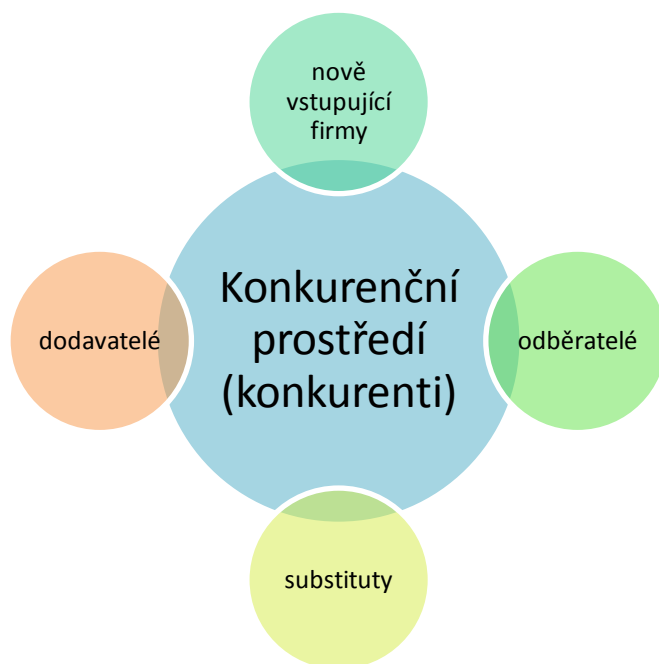 nově
vstupující
firmy
Konkurenční
prostředí
(konkurenti)
dodavatelé
odběratelé
substituty